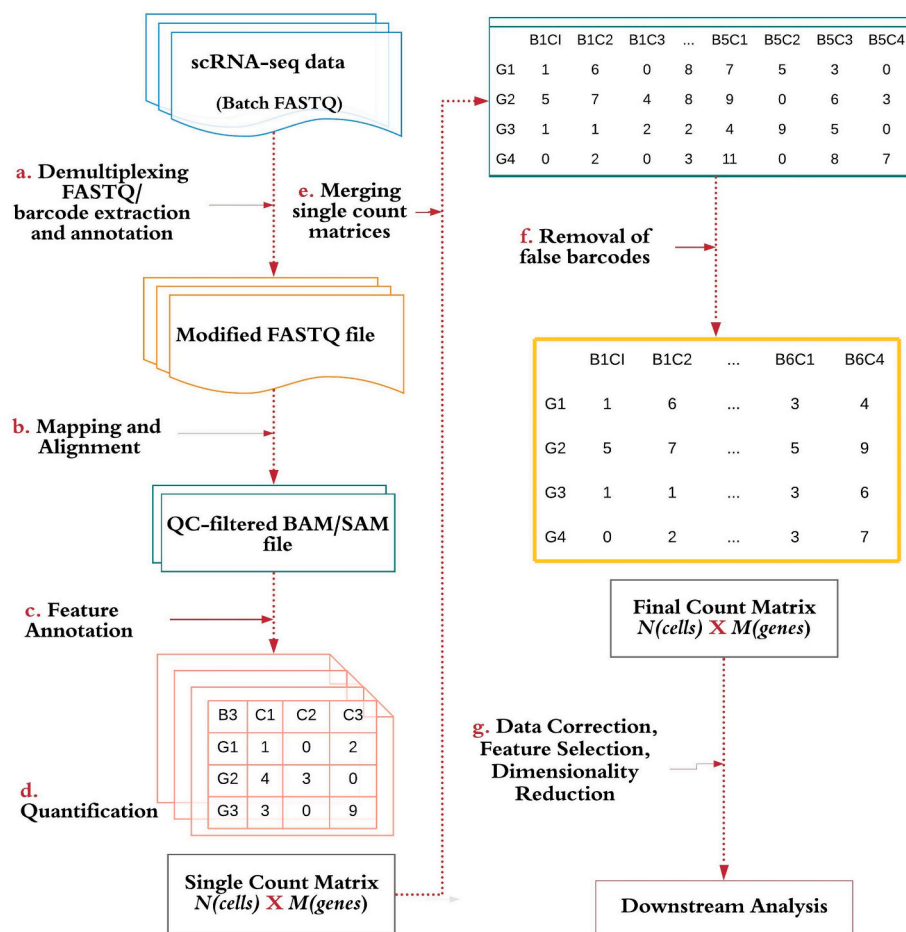 scRNA-seq data
(Batch FASTQ)
a. Demultiplexing
FASTQ/
barcode extraction
and annotation
Modified FASTQ file
b. Mapping and
Alignment
QC-filtered BAM/SAM
file
c. Feature
Annotation
B3 C1 C2 C3
G1 1 0 2
G2 4 3 0
G3 3 0 9
d.
Quantification
Single Count Matrix
N(cells) X M(genes)
e. Merging
single count
matrices
B1CI B1C2 B1C3 ... B5C1 B5C2 B5C3 B5C4
G1 1 6 0 8 7 5 3 0
G2 5 7 4 8 9 0 6 3
G3 1 1 2 2 4 9 5 0
G4 0 2 0 3 11 0 8 7
f. Removal of
false barcodes
B1CI B1C2 ... B6C1 B6C4
G1 1 6 ... 3 4
G2 5 7 ... 5 9
G3 1 1 ... 3 6
G4 0 2 ... 3 7
Final Count Matrix
N(cells) X M(genes)
g. Data Correction,
Feature Selection,
Dimensionality
Reduction
Downstream Analysis